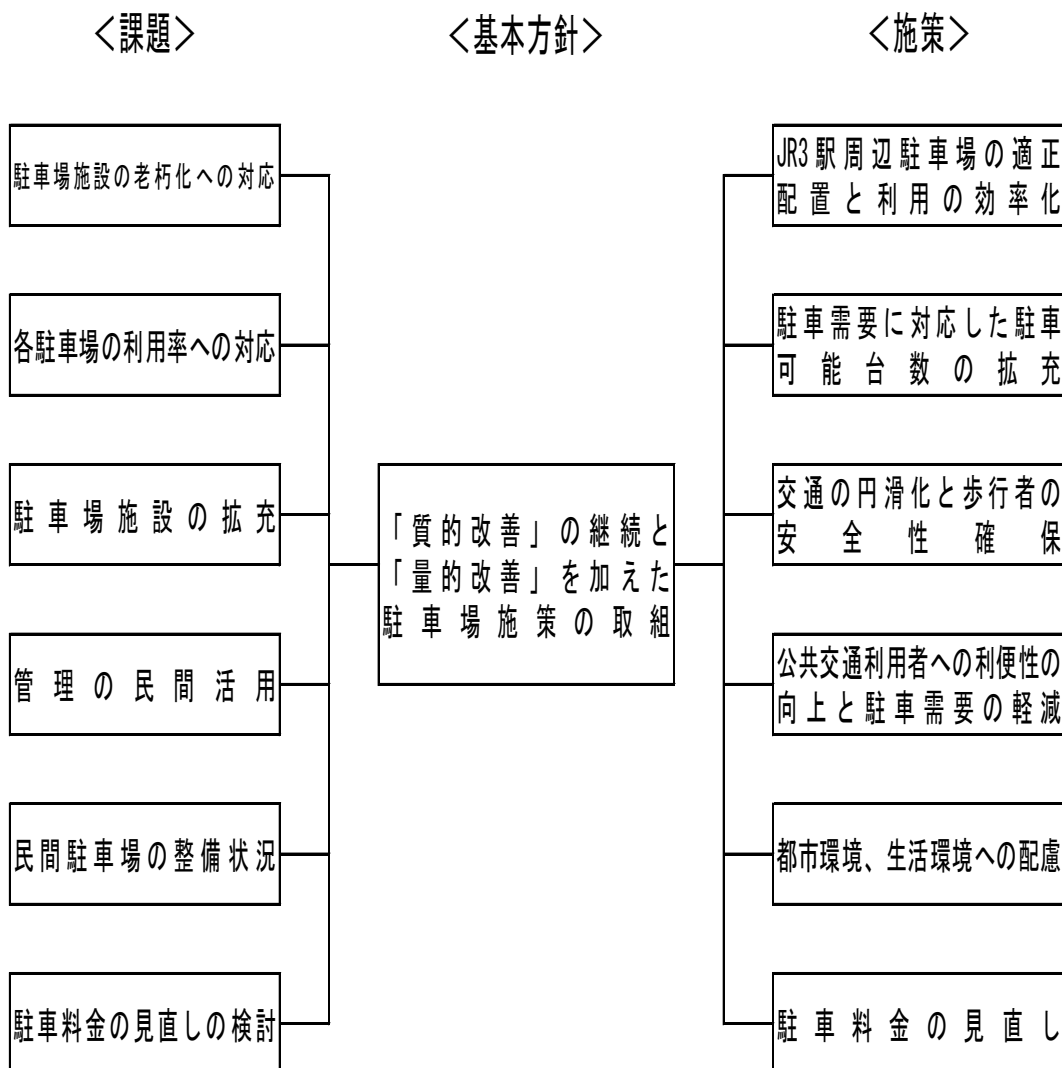 ＜課題＞
＜基本方針＞
＜施策＞
駐車場施設の老朽化への対応
各駐車場の利用率への対応
駐車場施設の拡充
管理の民間活用
民間駐車場の整備状況
駐車料金の見直しの検討
「質的改善」の継続と
「量的改善」を加えた
駐車場施策の取組
JR3駅周辺駐車場の適正
配置と利用の効率化
駐車需要に対応した駐車
可能台数の拡充
交通の円滑化と歩行者の
安全性確保
公共交通利用者への利便性の
向上と駐車需要の軽減
都市環境、生活環境への配慮
駐車料金の見直し